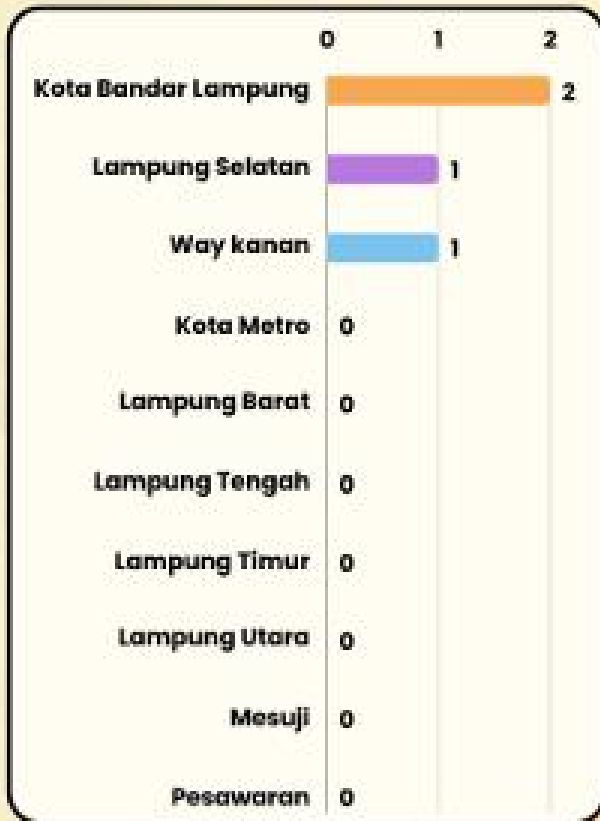 0 1 2
Kota Bandar Lampung 2
Lampung Selatan 1
Way kanan 1
Kota Metro 0
Lampung Barat 0
Lampung Tengah 0
Lampung Timur 0
Lampung Utara 0
Mesuji 0
Pesawaran 0